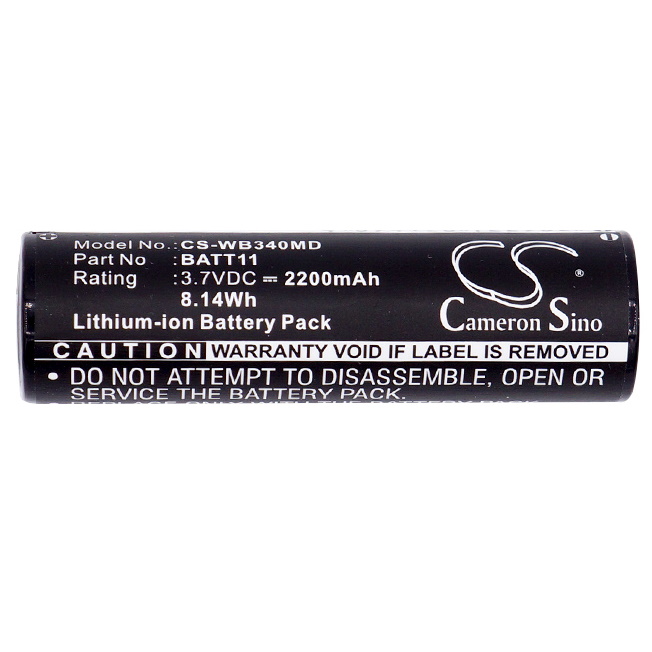 Model No.: CS-WB340MD
Part No : BATT11
Rating : 3.7VDC ⎓ 2200mAh
8.14Wh
Lithium-ion Battery Pack
CS ®
Cameron Sino
CAUTION WARRANTY VOID IF LABEL IS REMOVED
• DO NOT ATTEMPT TO DISASSEMBLE, OPEN OR
SERVICE THE BATTERY PACK.